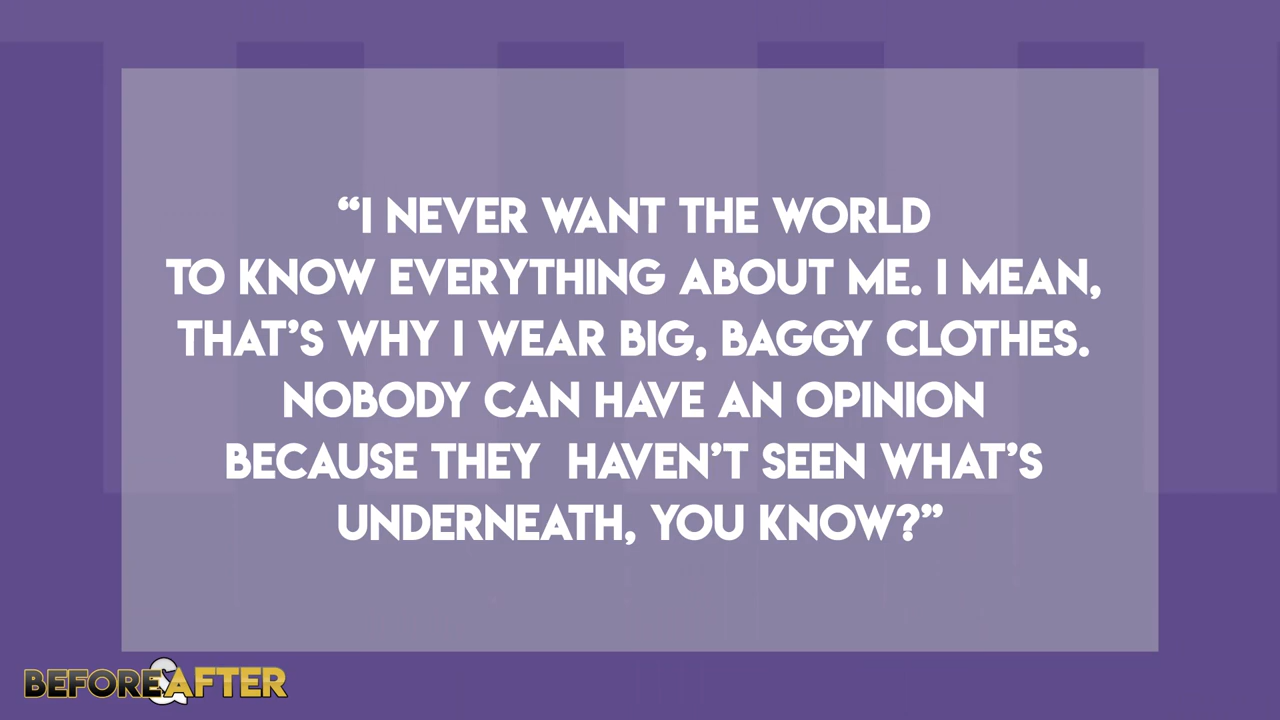 “I NEVER WANT THE WORLD
TO KNOW EVERYTHING ABOUT ME. I MEAN,
THAT’S WHY I WEAR BIG, BAGGY CLOTHES.
NOBODY CAN HAVE AN OPINION
BECAUSE THEY  HAVEN’T SEEN WHAT’S
UNDERNEATH, YOU KNOW?”
BEFORE & AFTER